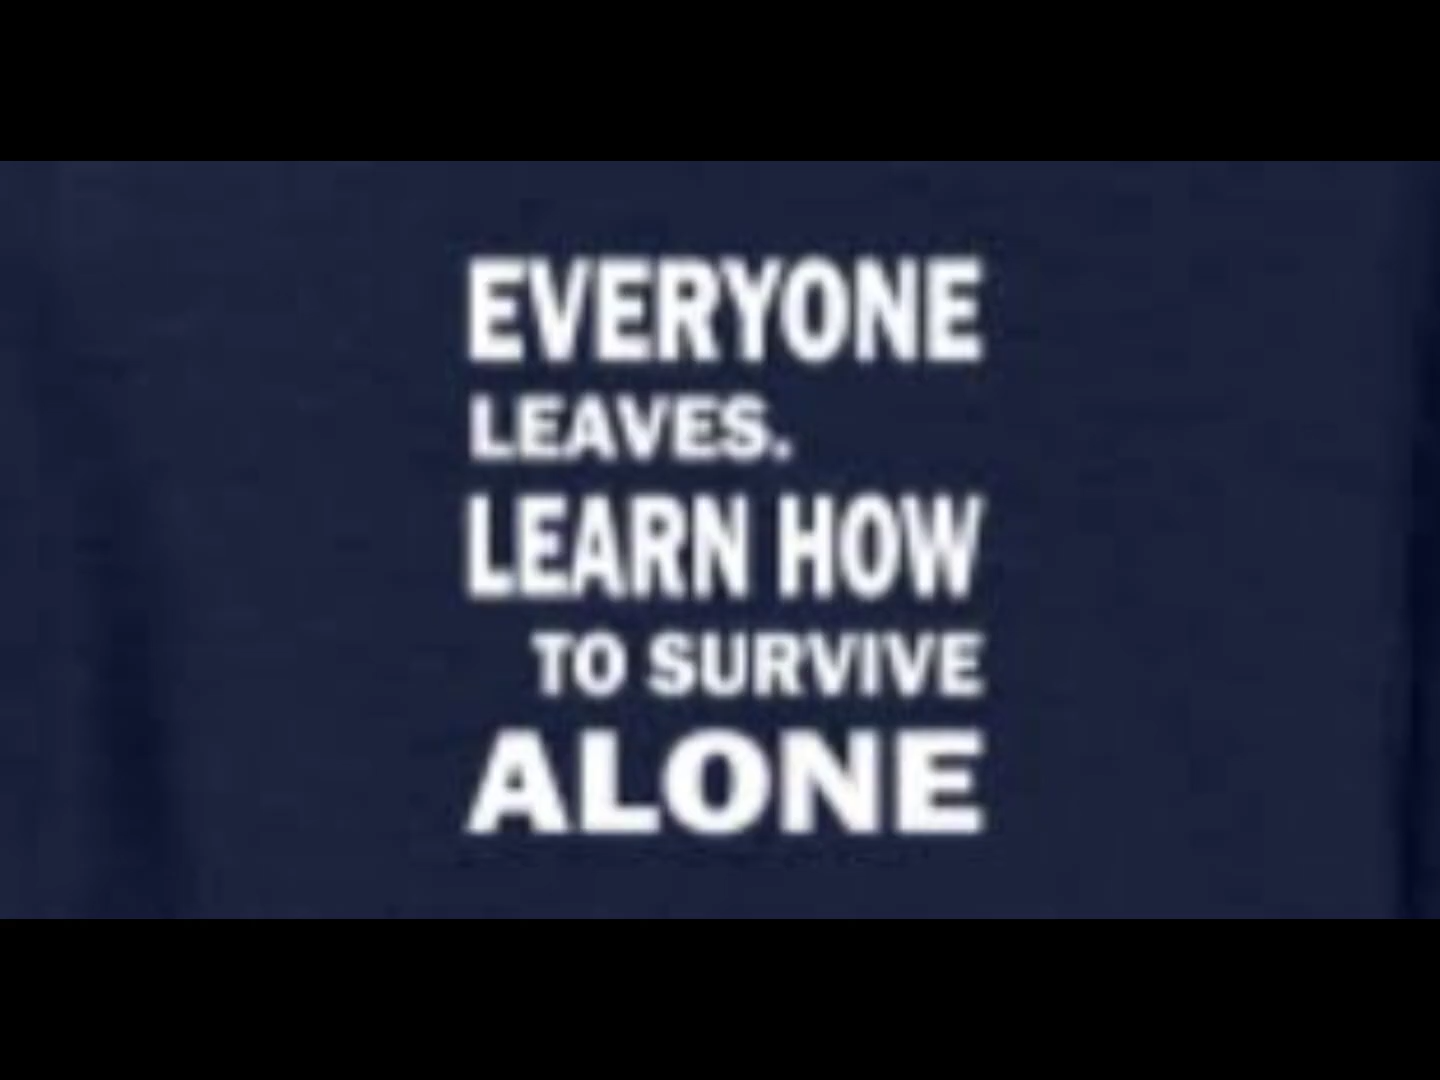 EVERYONE
LEAVES.
LEARN HOW
TO SURVIVE
ALONE